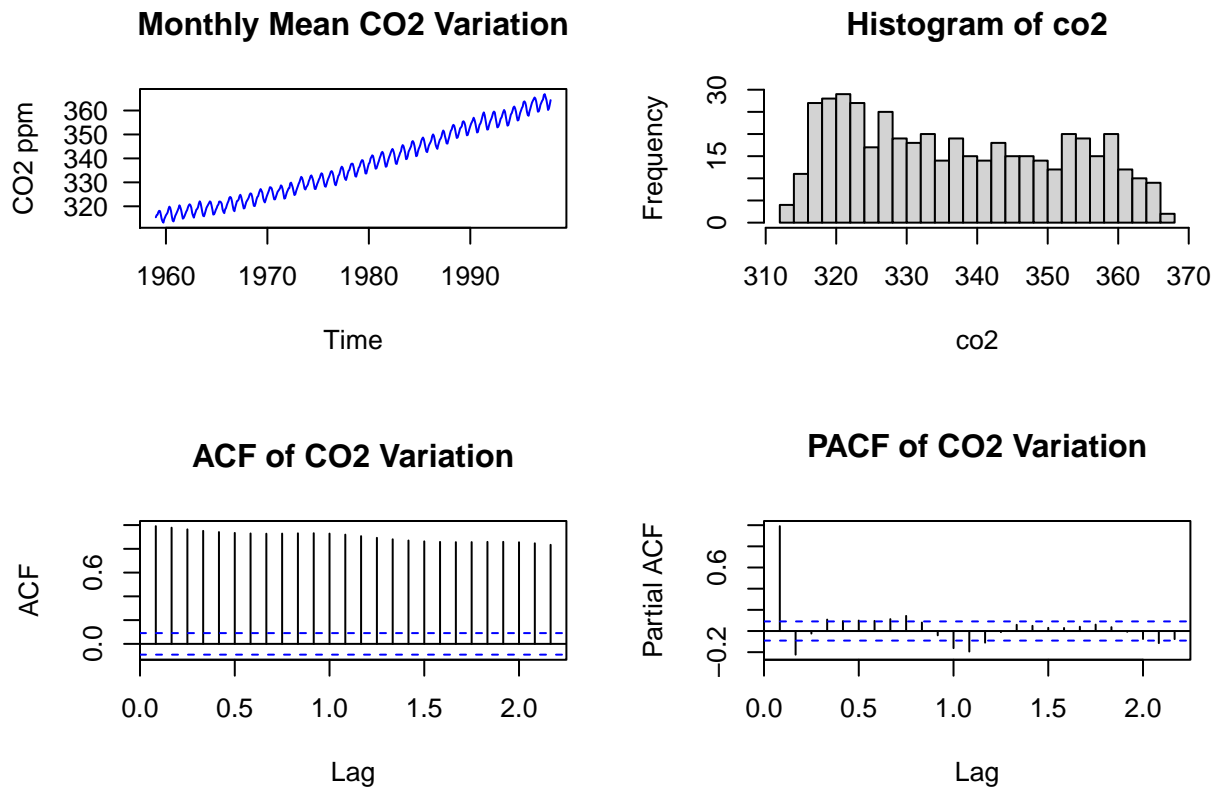 Monthly Mean CO2 Variation
CO2 ppm
360
350
340
330
320
1960 1970 1980 1990
Time
Histogram of co2
Frequency
30
15
0
310 320 330 340 350 360 370
co2
ACF of CO2 Variation
ACF
0.6
0.0
0.0 0.5 1.0 1.5 2.0
Lag
PACF of CO2 Variation
Partial ACF
0.6
−0.2
0.0 0.5 1.0 1.5 2.0
Lag